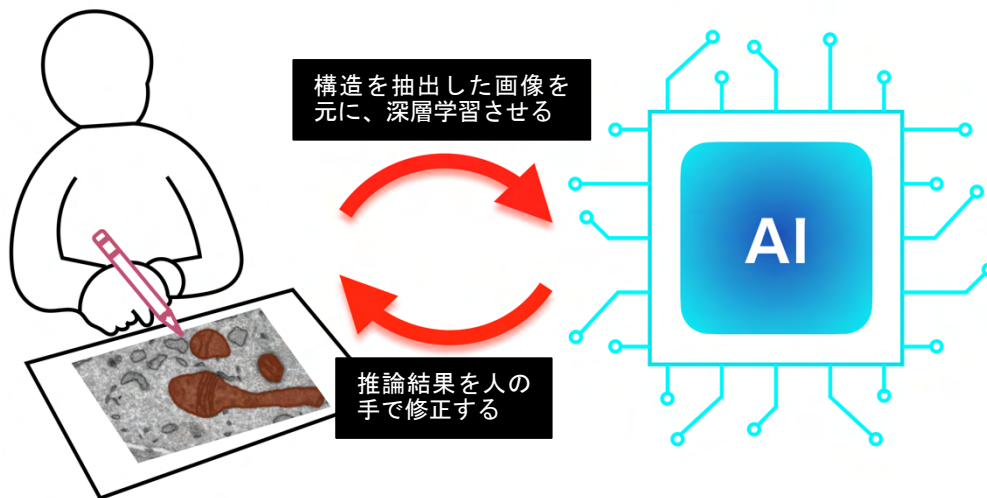 構造を抽出した画像を
元に、深層学習させる
AI
推論結果を人の
手で修正する